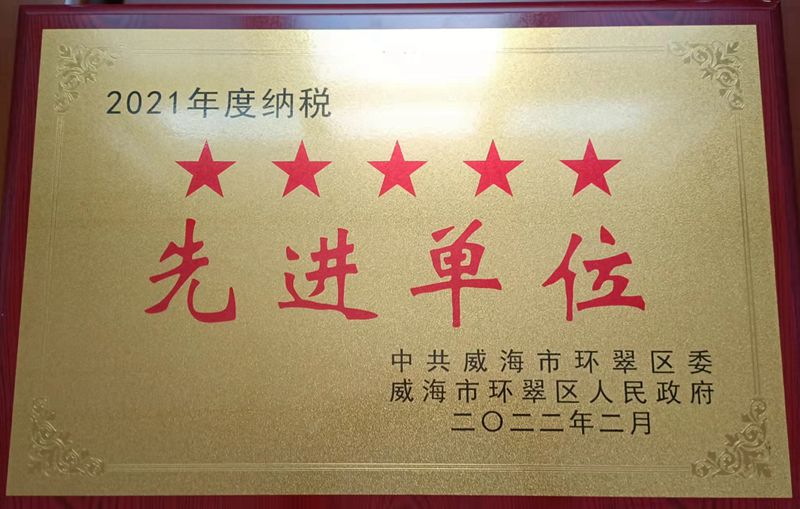 2021年度纳税
先进单位
中共威海市环翠区委
威海市环翠区人民政府
二〇二二年二月